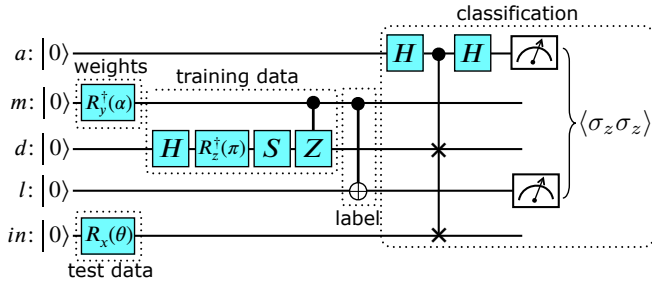 classification
a: |0⟩ H H
weights training data
m: |0⟩ R_y^†(α) ⟨σ_z σ_z⟩
d: |0⟩ H R_z^†(π) S Z
l: |0⟩
label
in: |0⟩ R_x(θ)
test data